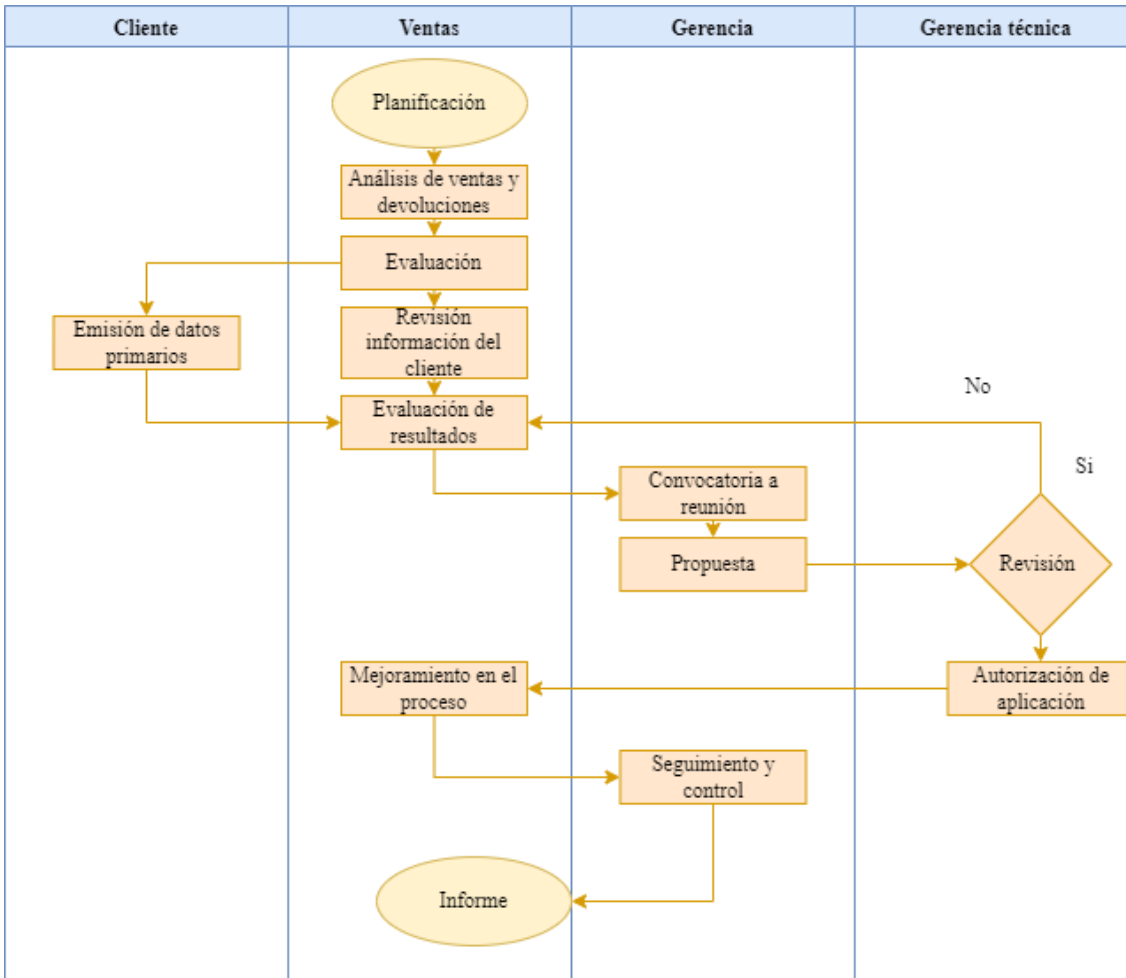 Cliente
Ventas
Gerencia
Gerencia técnica
Planificación
Análisis de ventas y
devoluciones
Evaluación
Emisión de datos
primarios
Revisión
información del
cliente
Evaluación de
resultados
No
Si
Convocatoria a
reunión
Propuesta
Revisión
Autorización de
aplicación
Mejoramiento en el
proceso
Seguimiento y
control
Informe